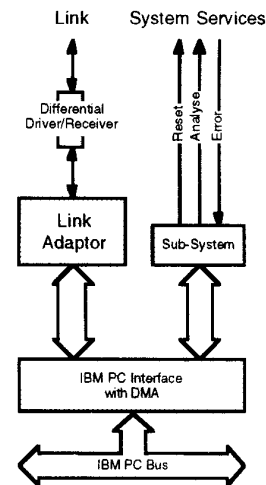 Link
System Services
Differential
Driver/Receiver
Reset
Analyse
Error
Link
Adaptor
Sub-System
IBM PC Interface
with DMA
IBM PC Bus